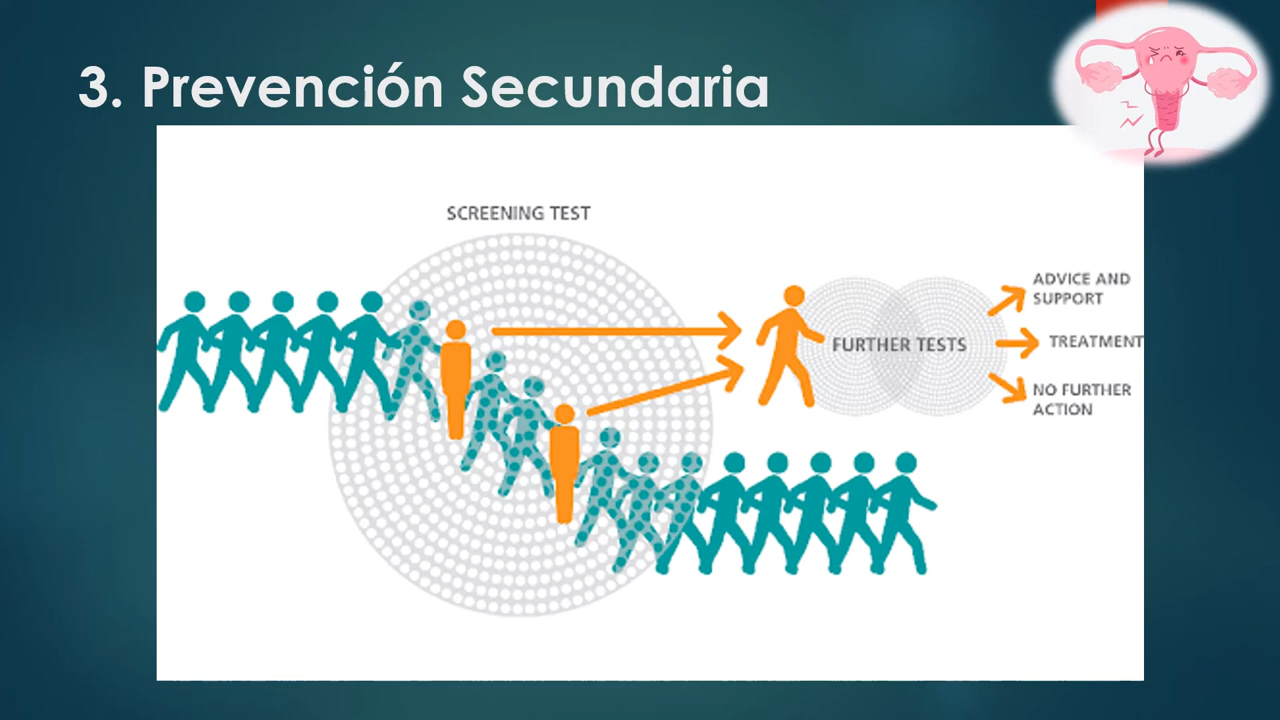 3. Prevención Secundaria
SCREENING TEST
ADVICE AND
SUPPORT
FURTHER TESTS
TREATMENT
NO FURTHER
ACTION